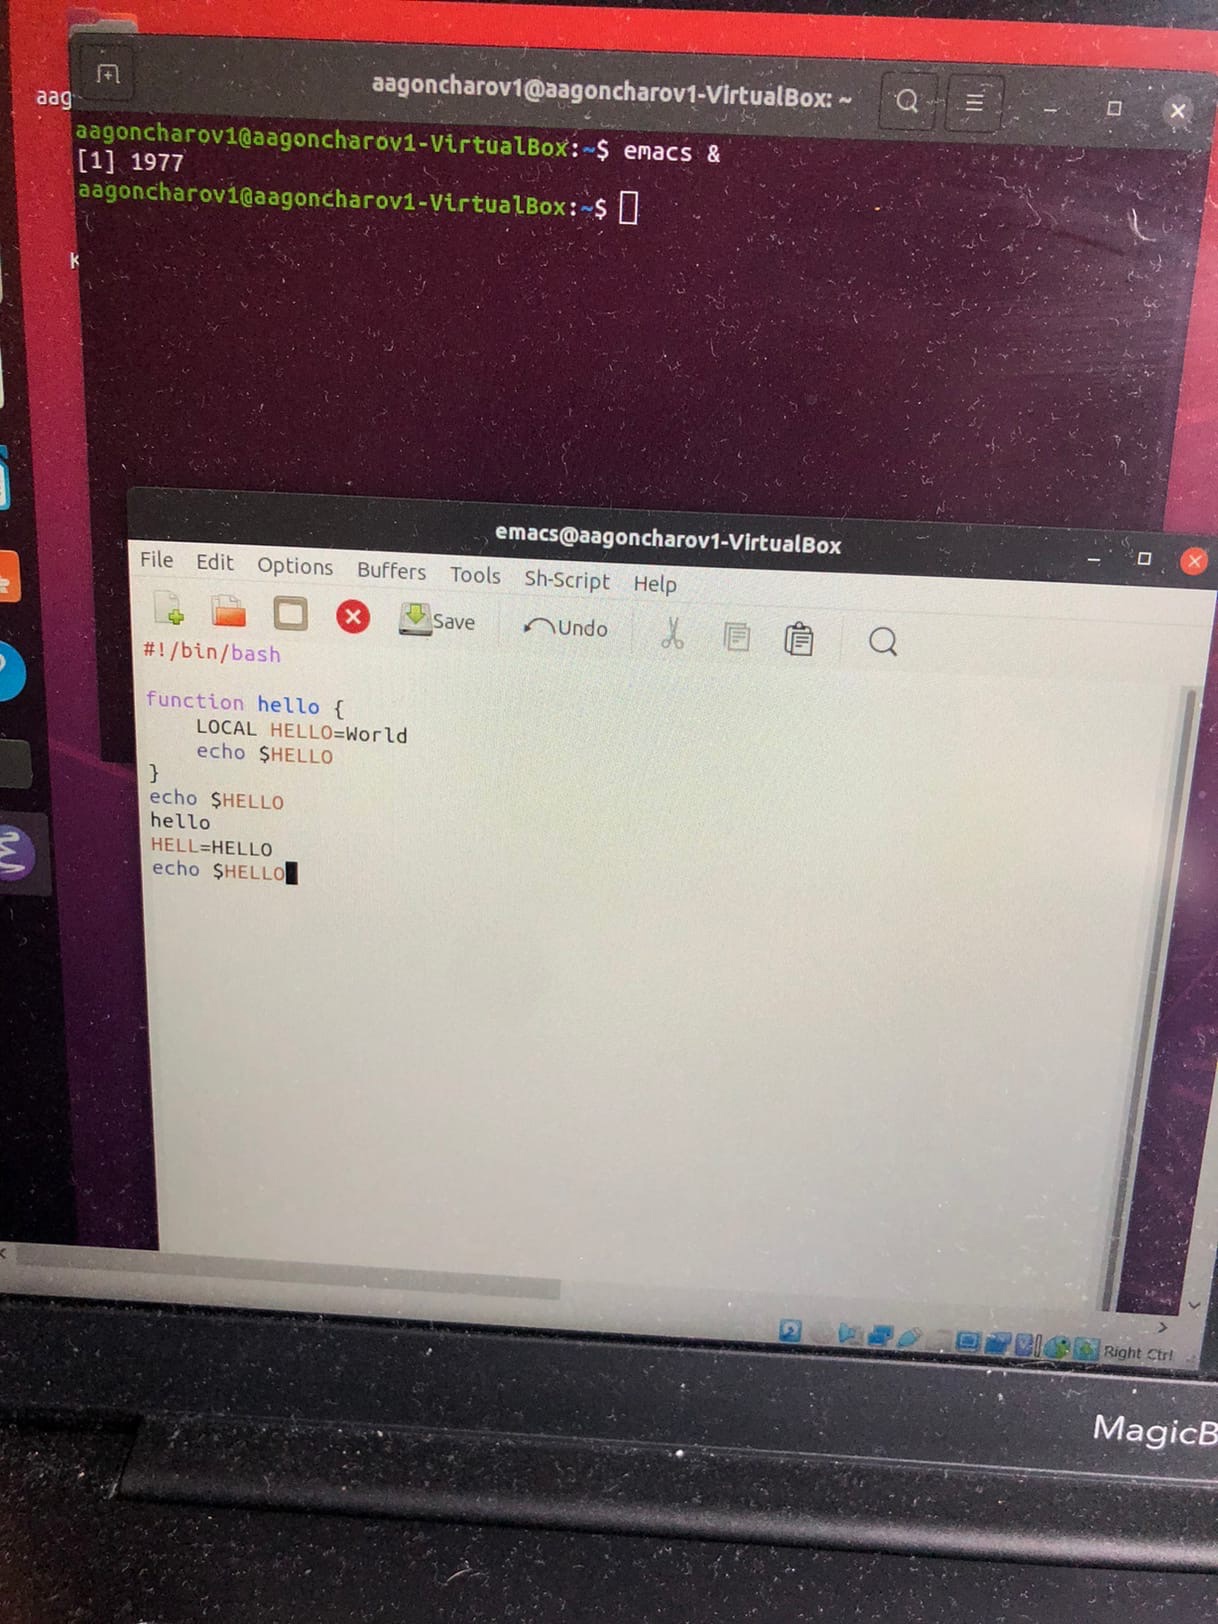 aag
aagoncharov1@aagoncharov1-VirtualBox: ~
aagoncharov1@aagoncharov1-VirtualBox:~$ emacs &
[1] 1977
aagoncharov1@aagoncharov1-VirtualBox:~$
K
emacs@aagoncharov1-VirtualBox
File Edit Options Buffers Tools Sh-Script Help
Save Undo
#!/bin/bash
function hello {
LOCAL HELLO=World
echo $HELLO
}
echo $HELLO
hello
HELL=HELLO
echo $HELLO
Right Ctrl
MagicB